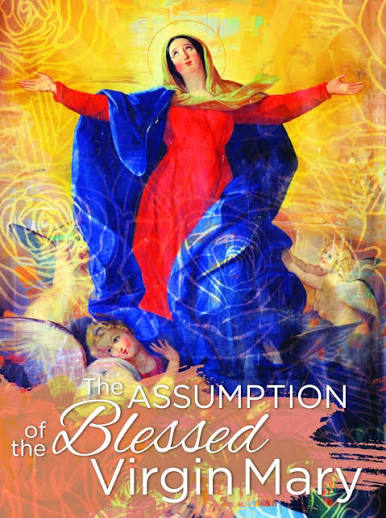 The ASSUMPTION
of the Blessed
Virgin Mary